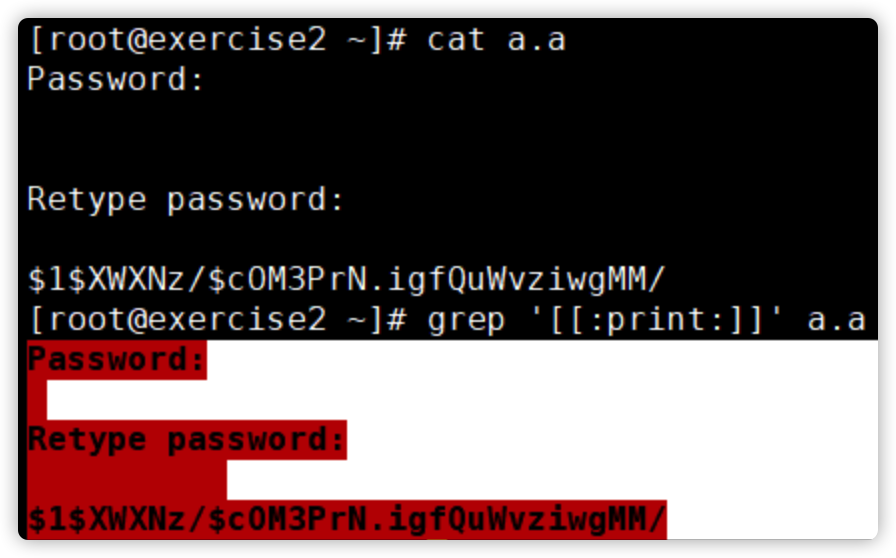 [root@exercise2 ~]# cat a.a
Password:
Retype password:
$1$XWXNz/$cOM3PrN.igfQuWvziwgMM/
[root@exercise2 ~]# grep '[[:print:]]' a.a
Password:
Retype password:
$1$XWXNz/$cOM3PrN.igfQuWvziwgMM/